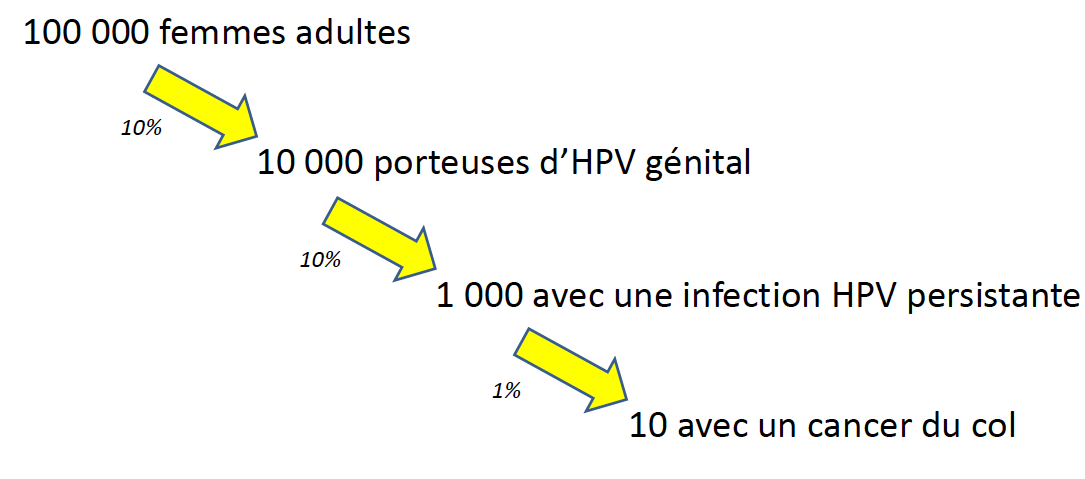 100 000 femmes adultes
10%
10 000 porteuses d’HPV génital
10%
1 000 avec une infection HPV persistante
1%
10 avec un cancer du col